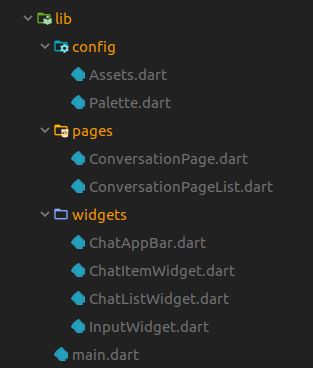 lib
config
Assets.dart
Palette.dart
pages
ConversationPage.dart
ConversationPageList.dart
widgets
ChatAppBar.dart
ChatItemWidget.dart
ChatListWidget.dart
InputWidget.dart
main.dart